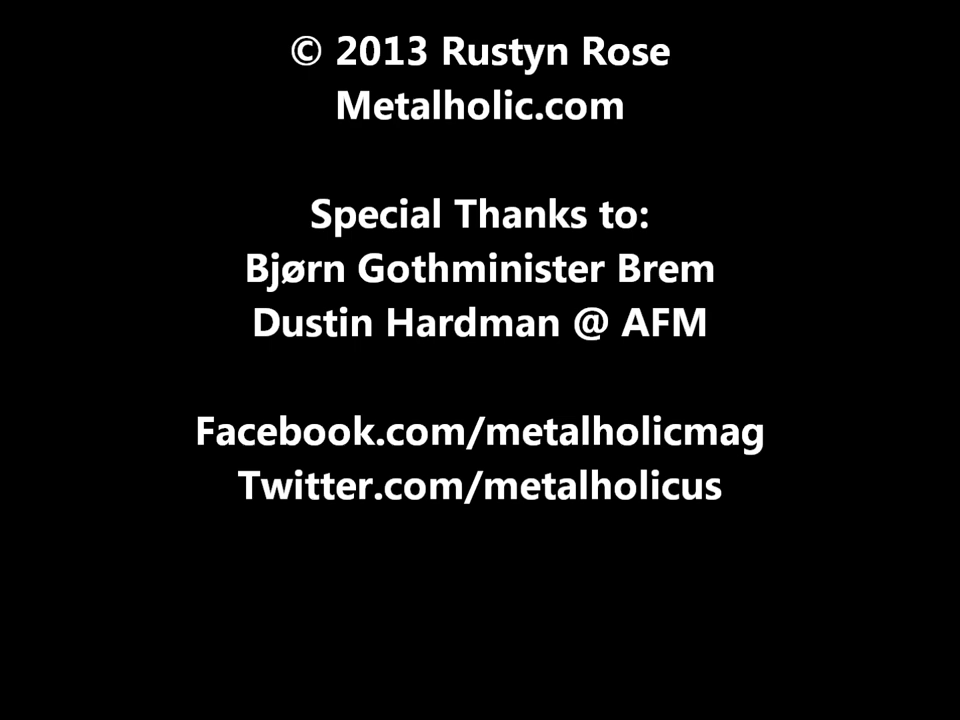 © 2013 Rustyn Rose
Metalholic.com
Special Thanks to:
Bjørn Gothminister Brem
Dustin Hardman @ AFM
Facebook.com/metalholicmag
Twitter.com/metalholicus